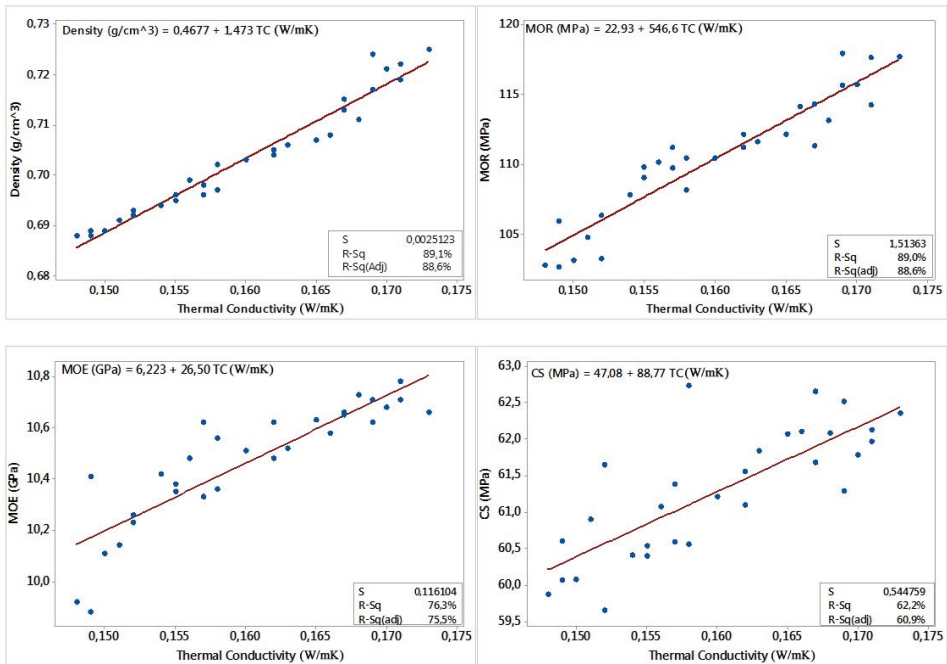 Density (g/cm^3) = 0,4677 + 1,473 TC (W/mK)
0,73
0,72
0,71
0,70
0,69
0,68
Density (g/cm^3)
S 0,0025123
R-Sq 89,1%
R-Sq(Adj) 88,6%
0,150 0,155 0,160 0,165 0,170 0,175
Thermal Conductivity (W/mK)
MOR (MPa) = 22,93 + 546,6 TC (W/mK)
120
115
110
105
MOR (MPa)
S 1,51363
R-Sq 89,0%
R-Sq(adj) 88,6%
0,150 0,155 0,160 0,165 0,170 0,175
Thermal Conductivity (W/mK)
MOE (GPa) = 6,223 + 26,50 TC (W/mK)
10,8
10,6
10,4
10,2
10,0
MOE (GPa)
S 0,116104
R-Sq 76,3%
R-Sq(adj) 75,5%
0,150 0,155 0,160 0,165 0,170 0,175
Thermal Conductivity (W/mK)
CS (MPa) = 47,08 + 88,77 TC(W/mK)
63,0
62,5
62,0
61,5
61,0
60,5
60,0
59,5
CS (MPa)
S 0,544759
R-Sq 62,2%
R-Sq(adj) 60,9%
0,150 0,155 0,160 0,165 0,170 0,175
Thermal Conductivity (W/mK)